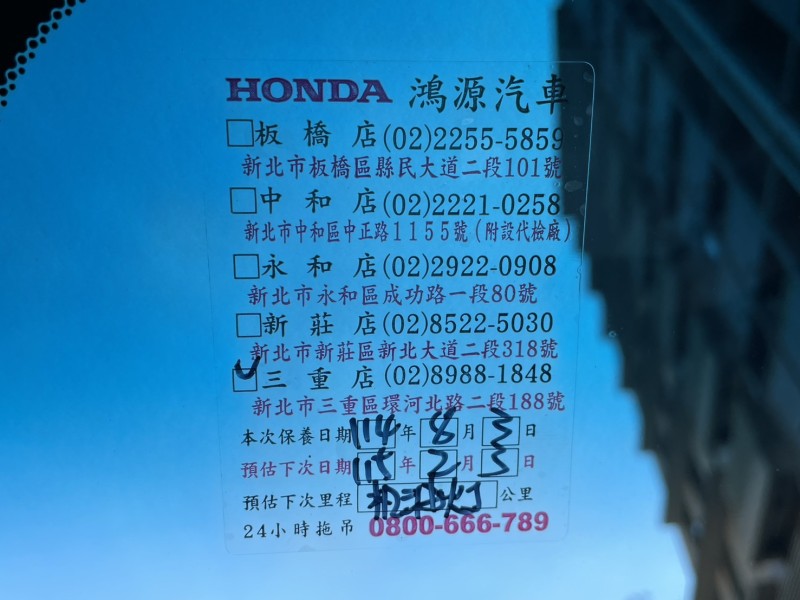 HONDA 鴻源汽車
□板橋店(02)2255-5859
新北市板橋區縣民大道二段101號
□中和店(02)2221-0258
新北市中和區中正路1155號(附設代檢廠)
□永和店(02)2922-0908
新北市永和區成功路一段80號
□新莊店(02)8522-5030
新北市新莊區新北大道二段318號
☑三重店(02)8988-1848
新北市三重區環河北路二段188號
本次保養日期114年8月3日
預估下次日期115年2月3日
預估下次里程 公里
24小時拖吊 0800-666-789